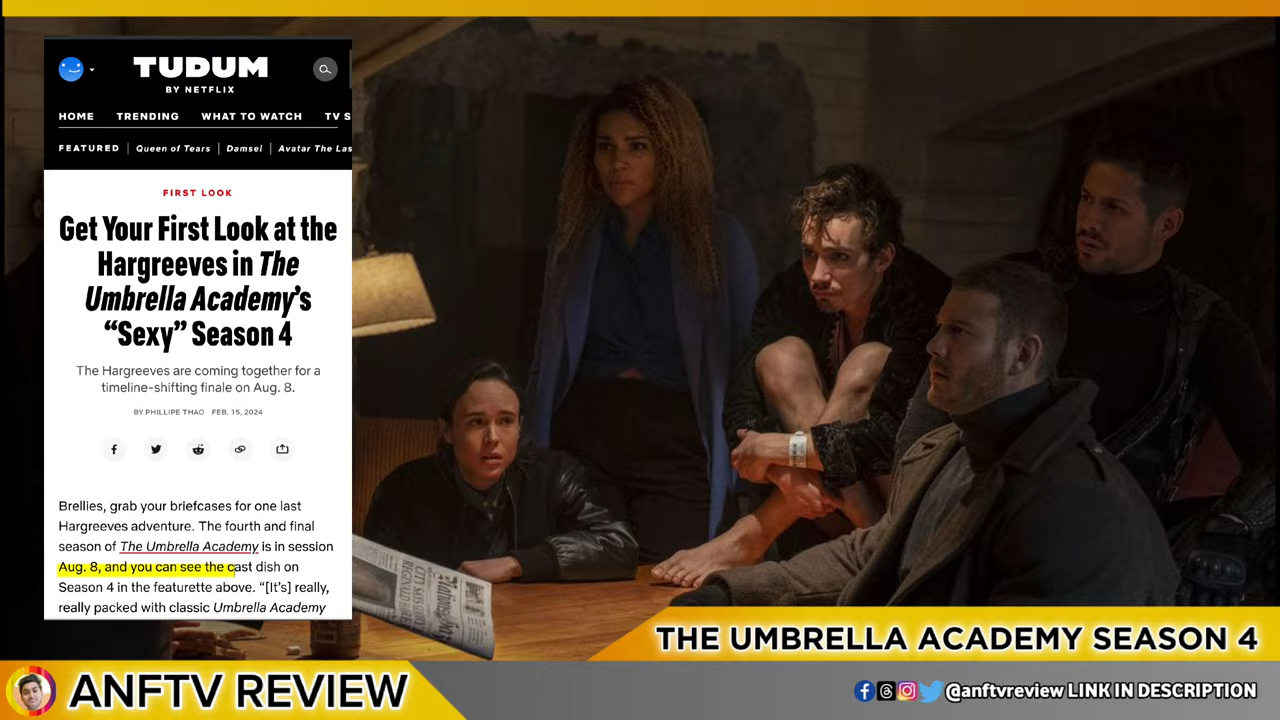 TUDUM
BY NETFLIX
HOME TRENDING WHAT TO WATCH TV S
FEATURED | Queen of Tears | Damsel | Avatar The Las
FIRST LOOK
Get Your First Look at the
Hargreeves in The
Umbrella Academy's
“Sexy” Season 4
The Hargreeves are coming together for a
timeline-shifting finale on Aug. 8.
BY PHILLIPE THAO FEB. 15, 2024
Brellies, grab your briefcases for one last
Hargreeves adventure. The fourth and final
season of The Umbrella Academy is in session
Aug. 8, and you can see the cast dish on
Season 4 in the featurette above. “[It’s] really,
really packed with classic Umbrella Academy
THE UMBRELLA ACADEMY SEASON 4
ANFTV REVIEW
@anftvreview LINK IN DESCRIPTION